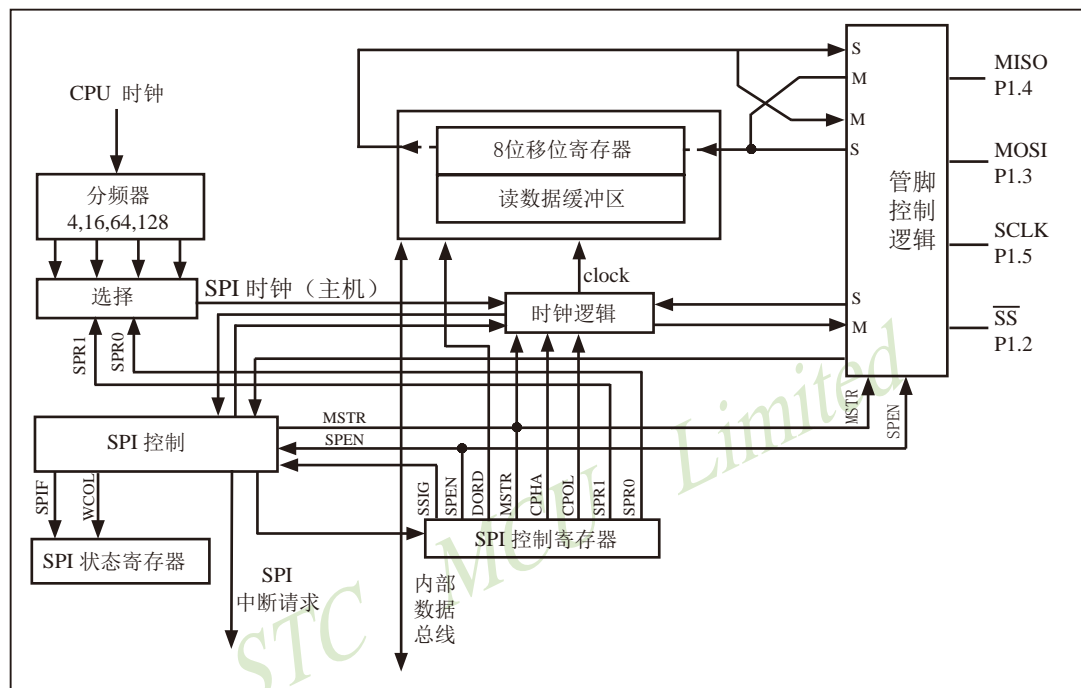 CPU 时钟
分频器
4,16,64,128
选择
SPI 时钟（主机）
SPR1
SPR0
8位移位寄存器
读数据缓冲区
clock
时钟逻辑
S
M
M
S
S
M
管脚
控制
逻辑
MISO
P1.4
MOSI
P1.3
SCLK
P1.5
SS
P1.2
MSTR
SPEN
SPI 控制
MSTR
SPEN
SPIF
WCOL
SSIG
SPEN
DORD
MSTR
CPHA
CPOL
SPR1
SPR0
SPI 控制寄存器
SPI 状态寄存器
SPI
中断请求
内部
数据
总线
STC MCU Limited